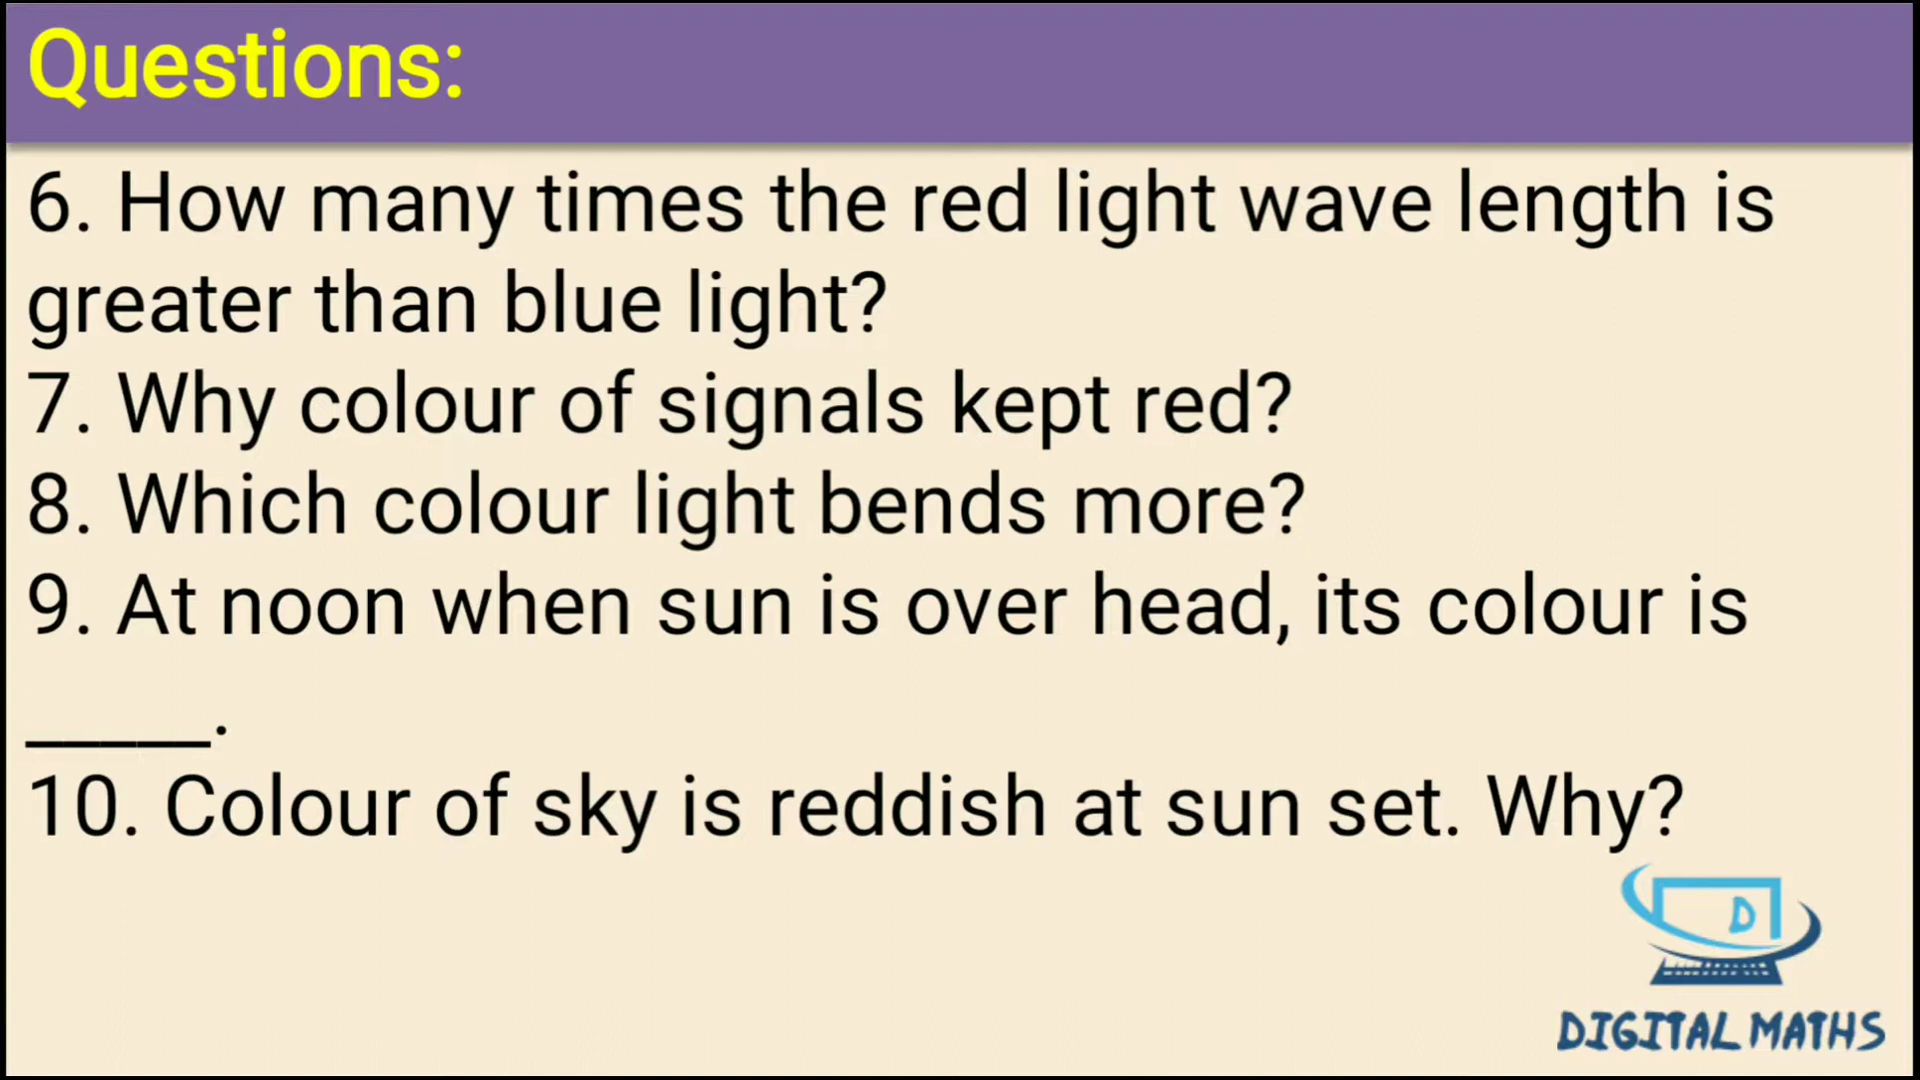 Questions:
6. How many times the red light wave length is
greater than blue light?
7. Why colour of signals kept red?
8. Which colour light bends more?
9. At noon when sun is over head, its colour is
_____.
10. Colour of sky is reddish at sun set. Why?
D
DIGITAL MATHS